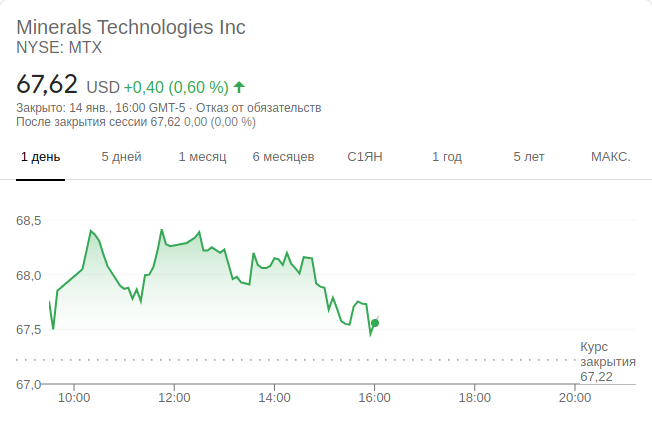 Minerals Technologies Inc
NYSE: MTX
67,62 USD +0,40 (0,60 %)
Закрыто: 14 янв., 16:00 GMT-5 · Отказ от обязательств
После закрытия сессии 67,62 0,00 (0,00 %)
1 день 5 дней 1 месяц 6 месяцев С1ЯН 1 год 5 лет МАКС.
68,5
68,0
67,5
Курс
закрытия
67,22
67,0
10:00 12:00 14:00 16:00 18:00 20:00